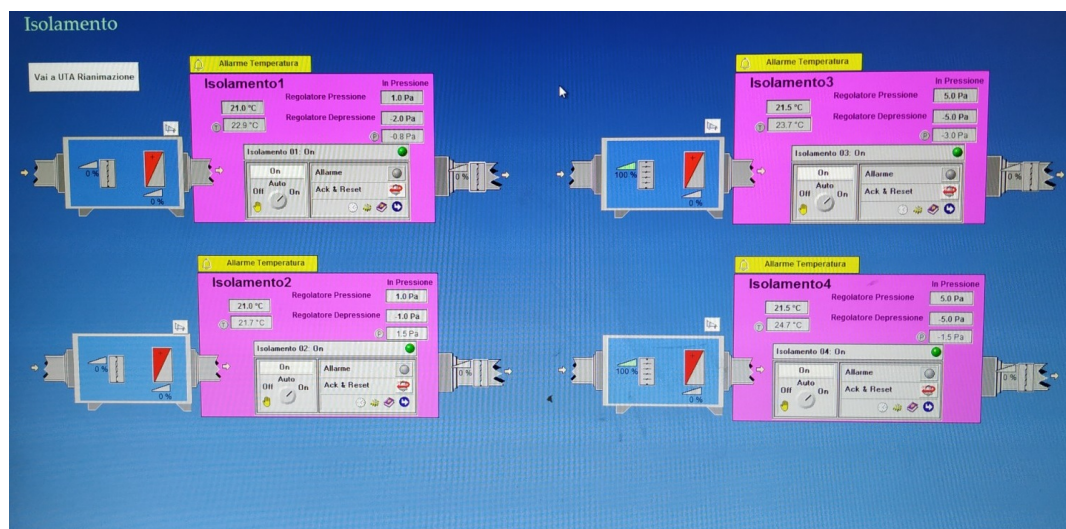 Isolamento
Vai a UTA Rianimazione
Allarme Temperatura
Isolamento1
In Pressione
Regolatore Pressione
1.0 Pa
21.0 °C
Regolatore Depressione
-2.0 Pa
T
22.9 °C
P
-0.8 Pa
Isolamento 01: On
On
Allarme
Off
Auto
On
Ack & Reset
0 %
0 %
0 %
Allarme Temperatura
Isolamento3
In Pressione
Regolatore Pressione
5.0 Pa
21.5 °C
Regolatore Depressione
-5.0 Pa
T
23.7 °C
P
-3.0 Pa
Isolamento 03: On
On
Allarme
Off
Auto
On
Ack & Reset
100 %
0 %
0 %
Allarme Temperatura
Isolamento2
In Pressione
Regolatore Pressione
1.0 Pa
21.0 °C
Regolatore Depressione
-1.0 Pa
T
21.7 °C
P
1.5 Pa
Isolamento 02: On
On
Allarme
Off
Auto
On
Ack & Reset
0 %
0 %
0 %
Allarme Temperatura
Isolamento4
In Pressione
Regolatore Pressione
5.0 Pa
21.5 °C
Regolatore Depressione
-5.0 Pa
T
24.7 °C
P
-1.5 Pa
Isolamento 04: On
On
Allarme
Off
Auto
On
Ack & Reset
100 %
0 %
0 %